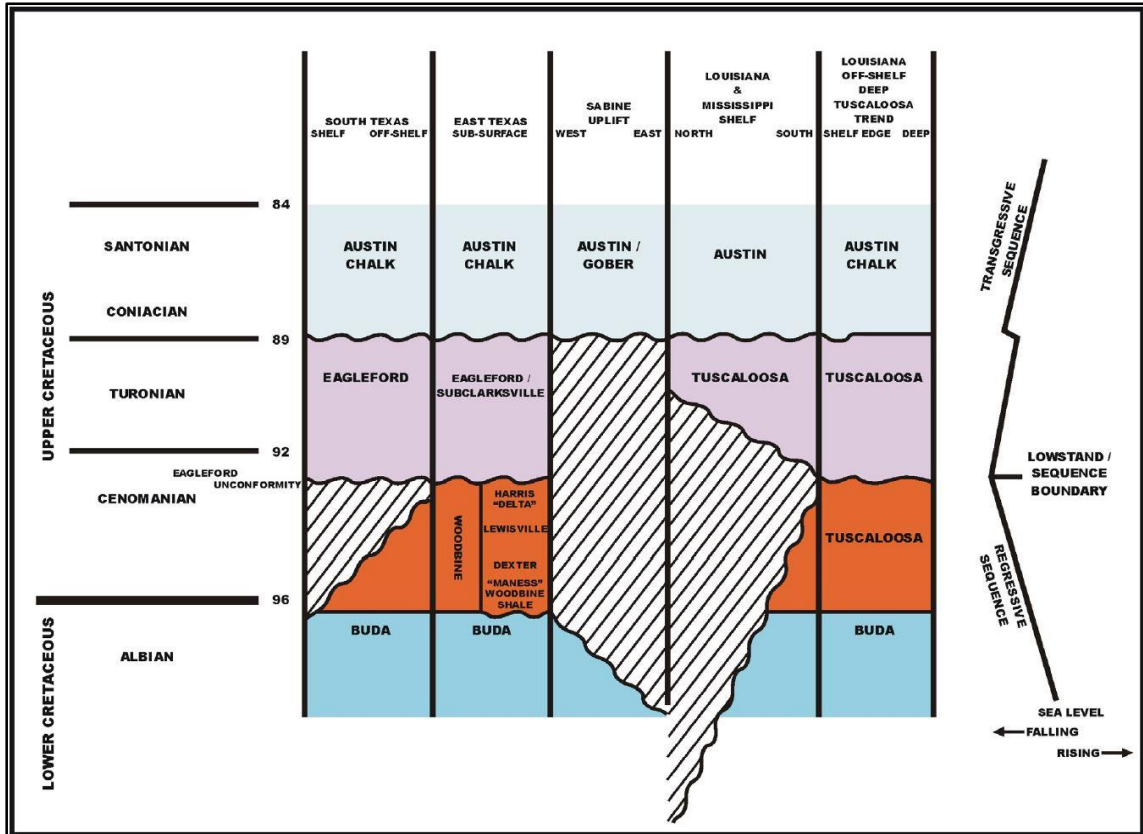 SOUTH TEXAS
SHELF OFF-SHELF
EAST TEXAS
SUB-SURFACE
SABINE
UPLIFT
WEST EAST
LOUISIANA
&
MISSISSIPPI
SHELF
NORTH SOUTH
LOUISIANA
OFF-SHELF
DEEP
TUSCALOOSA
TREND
SHELF EDGE DEEP
UPPER CRETACEOUS
LOWER CRETACEOUS
84
SANTONIAN
CONIACIAN
89
TURONIAN
92
EAGLEFORD
UNCONFORMITY
CENOMANIAN
96
ALBIAN
AUSTIN
CHALK
AUSTIN
CHALK
AUSTIN /
GOBER
AUSTIN
AUSTIN
CHALK
EAGLEFORD
EAGLEFORD /
SUBCLARKSVILLE
TUSCALOOSA
TUSCALOOSA
WOODBINE
HARRIS
"DELTA"
LEWISVILLE
DEXTER
"MANESS"
WOODBINE
SHALE
TUSCALOOSA
BUDA
BUDA
BUDA
TRANSGRESSIVE
SEQUENCE
LOWSTAND /
SEQUENCE
BOUNDARY
REGRESSIVE
SEQUENCE
SEA LEVEL
FALLING
RISING